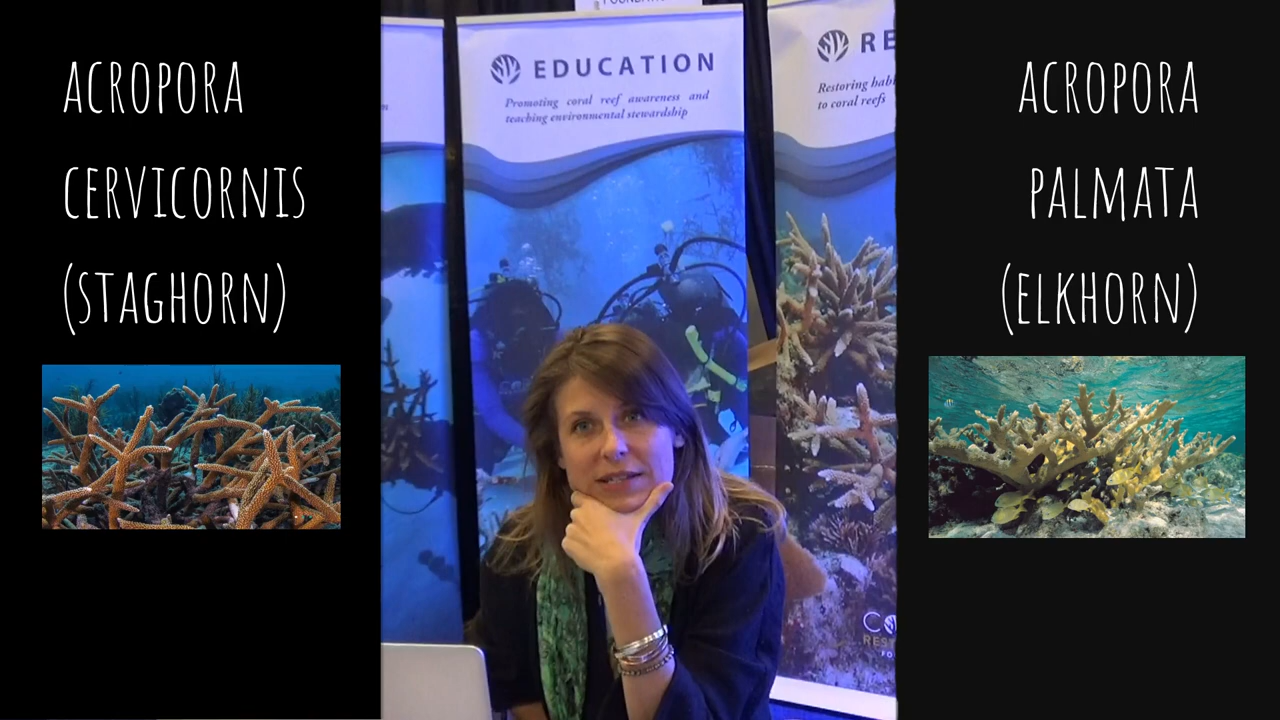 ACROPORA
CERVICORNIS
(STAGHORN)
EDUCATION
Promoting coral reef awareness and
teaching environmental stewardship
Restoring
to coral reefs
ACROPORA
PALMATA
(ELKHORN)